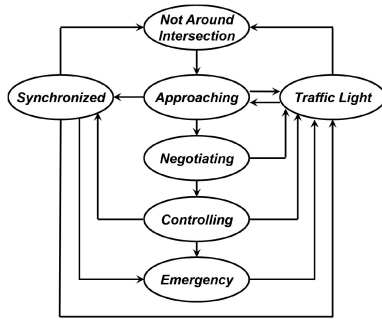 Not Around
Intersection
Synchronized
Approaching
Traffic Light
Negotiating
Controlling
Emergency